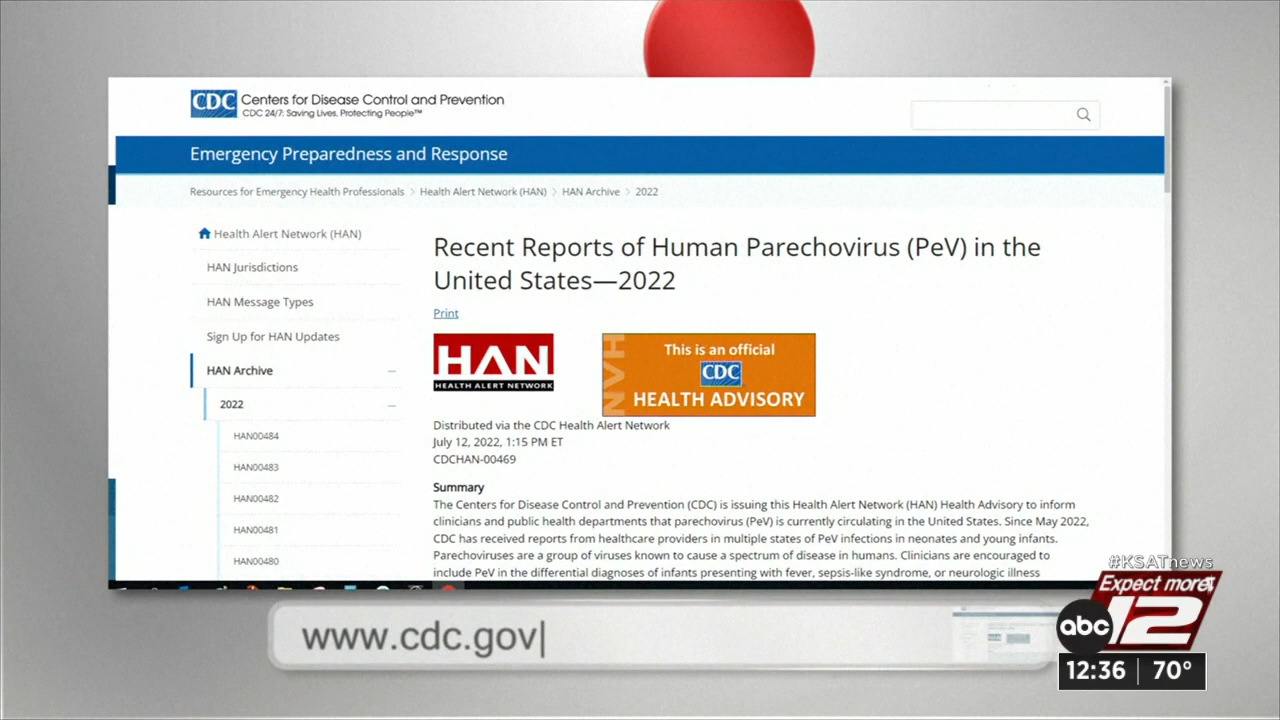 CDC Centers for Disease Control and Prevention
CDC 24/7: Saving Lives. Protecting People™
Emergency Preparedness and Response
Resources for Emergency Health Professionals > Health Alert Network (HAN) > HAN Archive > 2022
Health Alert Network (HAN)
HAN Jurisdictions
HAN Message Types
Sign Up for HAN Updates
HAN Archive
2022
HAN00484
HAN00483
HAN00482
HAN00481
HAN00480
Recent Reports of Human Parechovirus (PeV) in the
United States—2022
Print
HAN
HEALTH ALERT NETWORK
HAN
This is an official
CDC
HEALTH ADVISORY
Distributed via the CDC Health Alert Network
July 12, 2022, 1:15 PM ET
CDCHAN-00469
Summary
The Centers for Disease Control and Prevention (CDC) is issuing this Health Alert Network (HAN) Health Advisory to inform
clinicians and public health departments that parechovirus (PeV) is currently circulating in the United States. Since May 2022,
CDC has received reports from healthcare providers in multiple states of PeV infections in neonates and young infants.
Parechoviruses are a group of viruses known to cause a spectrum of disease in humans. Clinicians are encouraged to
include PeV in the differential diagnoses of infants presenting with fever, sepsis-like syndrome, or neurologic illness
www.cdc.gov
#KSATnews
Expect more
abc 12
12:36 70°